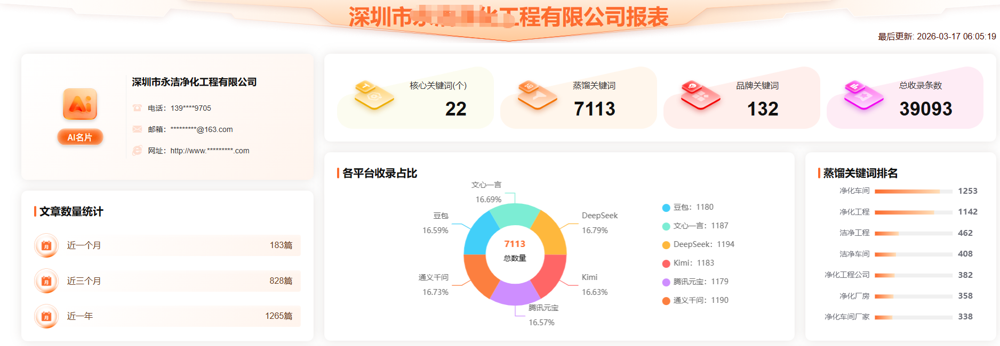 深圳市永洁净化工程有限公司报表
最后更新: 2026-03-17 06:05:19
AI
AI名片
深圳市永洁净化工程有限公司
电话：139****9705
邮箱：*********@163.com
网址：http://www.*********.com
核心关键词(个)
22
蒸馏关键词
7113
品牌关键词
132
总收录条数
39093
文章数量统计
月
近一个月 183篇
月
近三个月 828篇
月
近一年 1265篇
各平台收录占比
文心一言
16.69%
豆包
16.59%
DeepSeek
16.79%
7113
总数量
通义千问
16.73%
Kimi
16.63%
腾讯元宝
16.57%
豆包：1180
文心一言：1187
DeepSeek：1194
Kimi：1183
腾讯元宝：1179
通义千问：1190
蒸馏关键词排名
净化车间 1253
净化工程 1142
洁净工程 462
洁净车间 408
净化工程公司 382
净化厂房 358
净化车间厂家 338